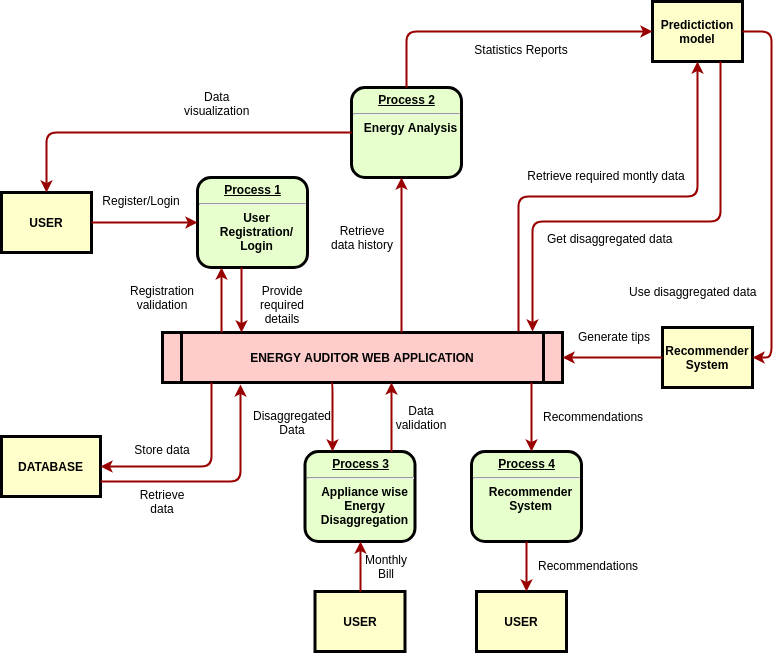 Predictiction
model
Statistics Reports
Process 2
Energy Analysis
Data
visualization
Process 1
User
Registration/
Login
Register/Login
USER
Retrieve required montly data
Retrieve
data history
Get disaggregated data
Registration
validation
Provide
required
details
Use disaggregated data
Generate tips
Recommender
System
ENERGY AUDITOR WEB APPLICATION
Disaggregated
Data
Data
validation
Recommendations
DATABASE
Store data
Retrieve
data
Process 3
Appliance wise
Energy
Disaggregation
Process 4
Recommender
System
Monthly
Bill
Recommendations
USER
USER